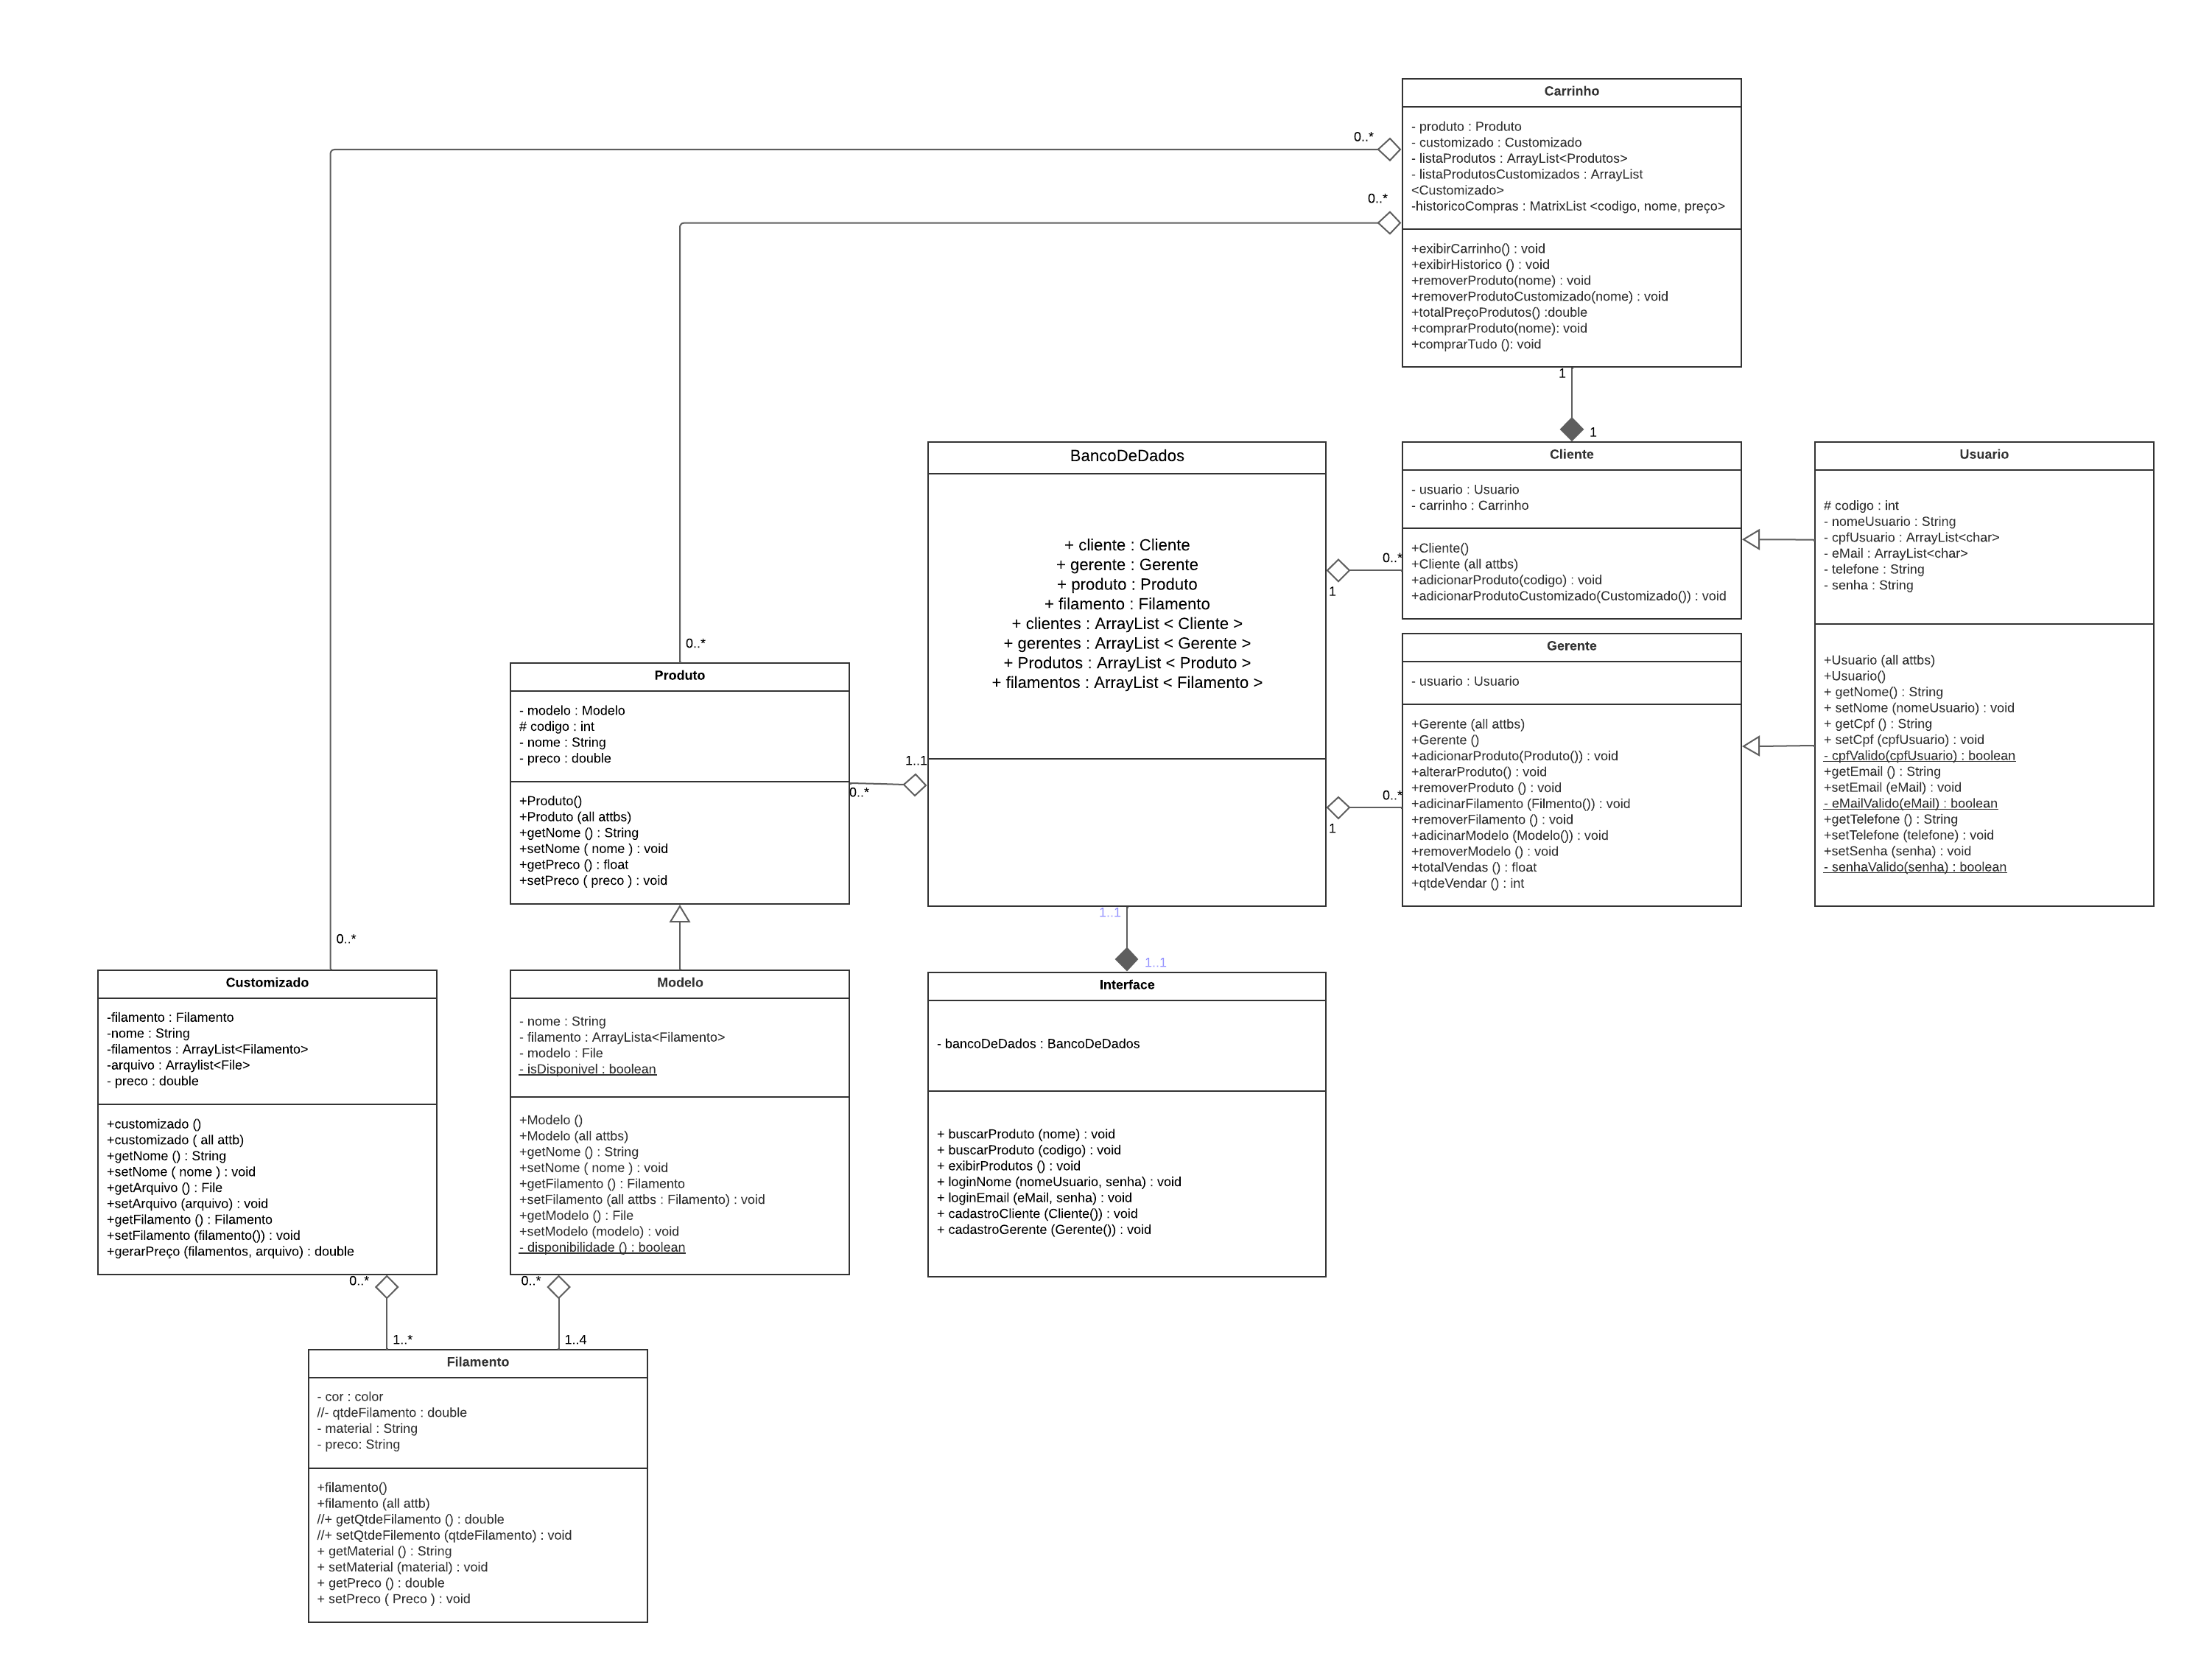 Carrinho
- produto : Produto
- customizado : Customizado
- listaProdutos : ArrayList<Produtos>
- listaProdutosCustomizados : ArrayList
<Customizado>
-historicoCompras : MatrixList <codigo, nome, preço>
+exibirCarrinho() : void
+exibirHistorico () : void
+removerProduto(nome) : void
+removerProdutoCustomizado(nome) : void
+totalPreçoProdutos() :double
+comprarProduto(nome): void
+comprarTudo (): void
0..*
0..*
1
1
BancoDeDados
+ cliente : Cliente
+ gerente : Gerente
+ produto : Produto
+ filamento : Filamento
+ clientes : ArrayList < Cliente >
+ gerentes : ArrayList < Gerente >
+ Produtos : ArrayList < Produto >
+ filamentos : ArrayList < Filamento >
Cliente
- usuario : Usuario
- carrinho : Carrinho
+Cliente()
+Cliente (all attbs)
+adicionarProduto(codigo) : void
+adicionarProdutoCustomizado(Customizado()) : void
0..*
1
Usuario
# codigo : int
- nomeUsuario : String
- cpfUsuario : ArrayList<char>
- eMail : ArrayList<char>
- telefone : String
- senha : String
+Usuario (all attbs)
+Usuario()
+ getNome() : String
+ setNome (nomeUsuario) : void
+ getCpf () : String
+ setCpf (cpfUsuario) : void
- cpfValido(cpfUsuario) : boolean
+getEmail () : String
+setEmail (eMail) : void
- eMailValido(eMail) : boolean
+getTelefone () : String
+setTelefone (telefone) : void
+setSenha (senha) : void
- senhaValido(senha) : boolean
Gerente
- usuario : Usuario
+Gerente (all attbs)
+Gerente ()
+adicionarProduto(Produto()) : void
+alterarProduto() : void
+removerProduto () : void
+adicinarFilamento (Filmento()) : void
+removerFilamento () : void
+adicinarModelo (Modelo()) : void
+removerModelo () : void
+totalVendas () : float
+qtdeVendar () : int
0..*
1
0..*
Produto
- modelo : Modelo
# codigo : int
- nome : String
- preco : double
+Produto()
+Produto (all attbs)
+getNome () : String
+setNome ( nome ) : void
+getPreco () : float
+setPreco ( preco ) : void
1..1
0..*
1..1
1..1
0..*
Customizado
-filamento : Filamento
-nome : String
-filamentos : ArrayList<Filamento>
-arquivo : Arraylist<File>
- preco : double
+customizado ()
+customizado ( all attb)
+getNome () : String
+setNome ( nome ) : void
+getArquivo () : File
+setArquivo (arquivo) : void
+getFilamento () : Filamento
+setFilamento (filamento()) : void
+gerarPreço (filamentos, arquivo) : double
Modelo
- nome : String
- filamento : ArrayLista<Filamento>
- modelo : File
- isDisponivel : boolean
+Modelo ()
+Modelo (all attbs)
+getNome () : String
+setNome ( nome ) : void
+getFilamento () : Filamento
+setFilamento (all attbs : Filamento) : void
+getModelo () : File
+setModelo (modelo) : void
- disponibilidade () : boolean
Interface
- bancoDeDados : BancoDeDados
+ buscarProduto (nome) : void
+ buscarProduto (codigo) : void
+ exibirProdutos () : void
+ loginNome (nomeUsuario, senha) : void
+ loginEmail (eMail, senha) : void
+ cadastroCliente (Cliente()) : void
+ cadastroGerente (Gerente()) : void
0..*
0..*
1..*
1..4
Filamento
- cor : color
//- qtdeFilamento : double
- material : String
- preco: String
+filamento()
+filamento (all attb)
//+ getQtdeFilamento () : double
//+ setQtdeFilemento (qtdeFilamento) : void
+ getMaterial () : String
+ setMaterial (material) : void
+ getPreco () : double
+ setPreco ( Preco ) : void